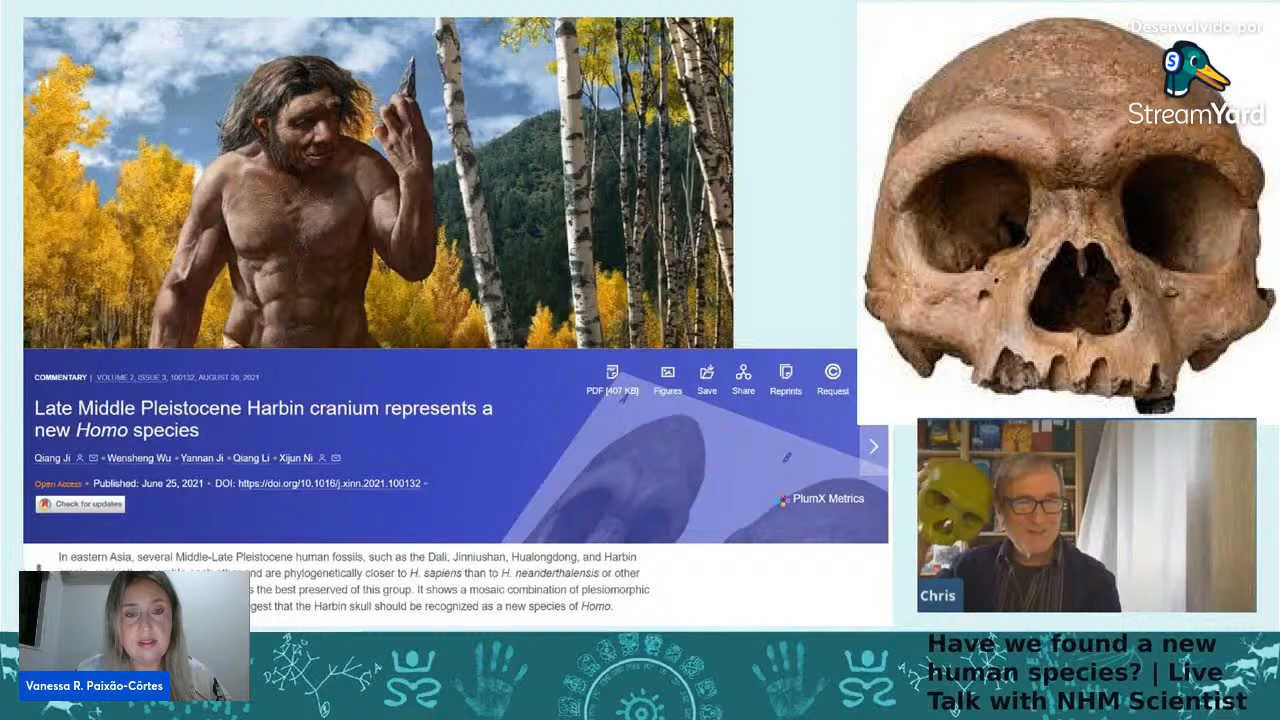 Desenvolvido por
StreamYard
COMMENTARY | VOLUME 2, ISSUE 3, 100132, AUGUST 28, 2021
PDF [407 KB]
Figures
Save
Share
Reprints
Request
Late Middle Pleistocene Harbin cranium represents a
new Homo species
Qiang Ji • Wensheng Wu • Yannan Ji • Qiang Li • Xijun Ni
Open Access • Published: June 25, 2021 • DOI: https://doi.org/10.1016/j.xinn.2021.100132 •
Check for updates
PlumX Metrics
In eastern Asia, several Middle-Late Pleistocene human fossils, such as the Dali, Jinniushan, Hualongdong, and Harbin
and are phylogenetically closer to H. sapiens than to H. neanderthalensis or other
s the best preserved of this group. It shows a mosaic combination of plesiomorphic
gest that the Harbin skull should be recognized as a new species of Homo.
Chris
Have we found a new
human species? | Live
Talk with NHM Scientist
Vanessa R. Paixão-Côrtes